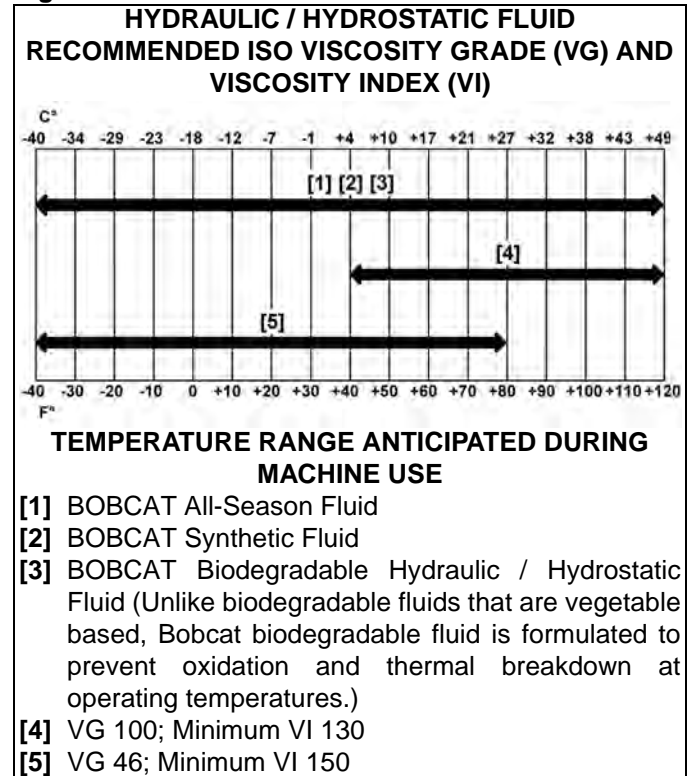 HYDRAULIC / HYDROSTATIC FLUID
RECOMMENDED ISO VISCOSITY GRADE (VG) AND
VISCOSITY INDEX (VI)
C°
-40 -34 -29 -23 -18 -12 -7 -1 +4 +10 +17 +21 +27 +32 +38 +43 +49
[1] [2] [3]
[4]
[5]
-40 -30 -20 -10 0 +10 +20 +30 +40 +50 +60 +70 +80 +90 +100 +110 +120
F°
TEMPERATURE RANGE ANTICIPATED DURING
MACHINE USE
[1] BOBCAT All-Season Fluid
[2] BOBCAT Synthetic Fluid
[3] BOBCAT Biodegradable Hydraulic / Hydrostatic
Fluid (Unlike biodegradable fluids that are vegetable
based, Bobcat biodegradable fluid is formulated to
prevent oxidation and thermal breakdown at
operating temperatures.)
[4] VG 100; Minimum VI 130
[5] VG 46; Minimum VI 150